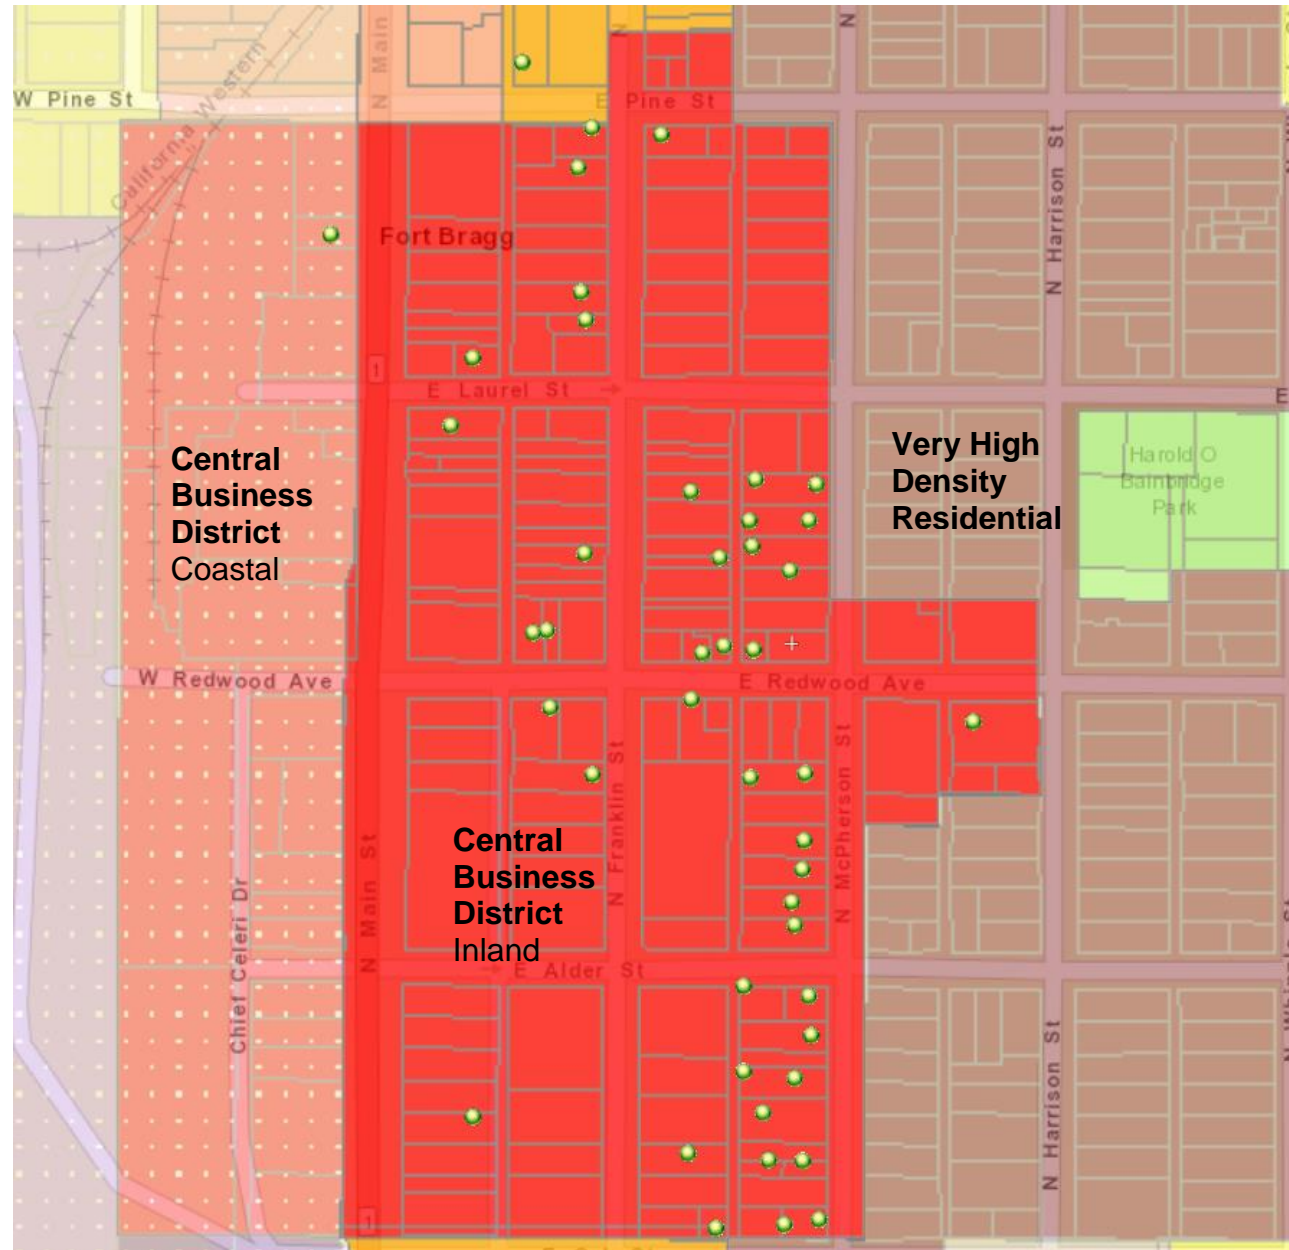 N Main
N
N
W Pine St
E Pine St
California Western
N Harrison St
Fort Bragg
1
E Laurel St
E
Central
Business
District
Coastal
Very High
Density
Residential
Harold O
Bainbridge
Park
W Redwood Ave
E Redwood Ave
N Main St
N Franklin St
N McPherson St
Central
Business
District
Inland
Chief Celeri Dr
E Alder St
N Harrison St
1